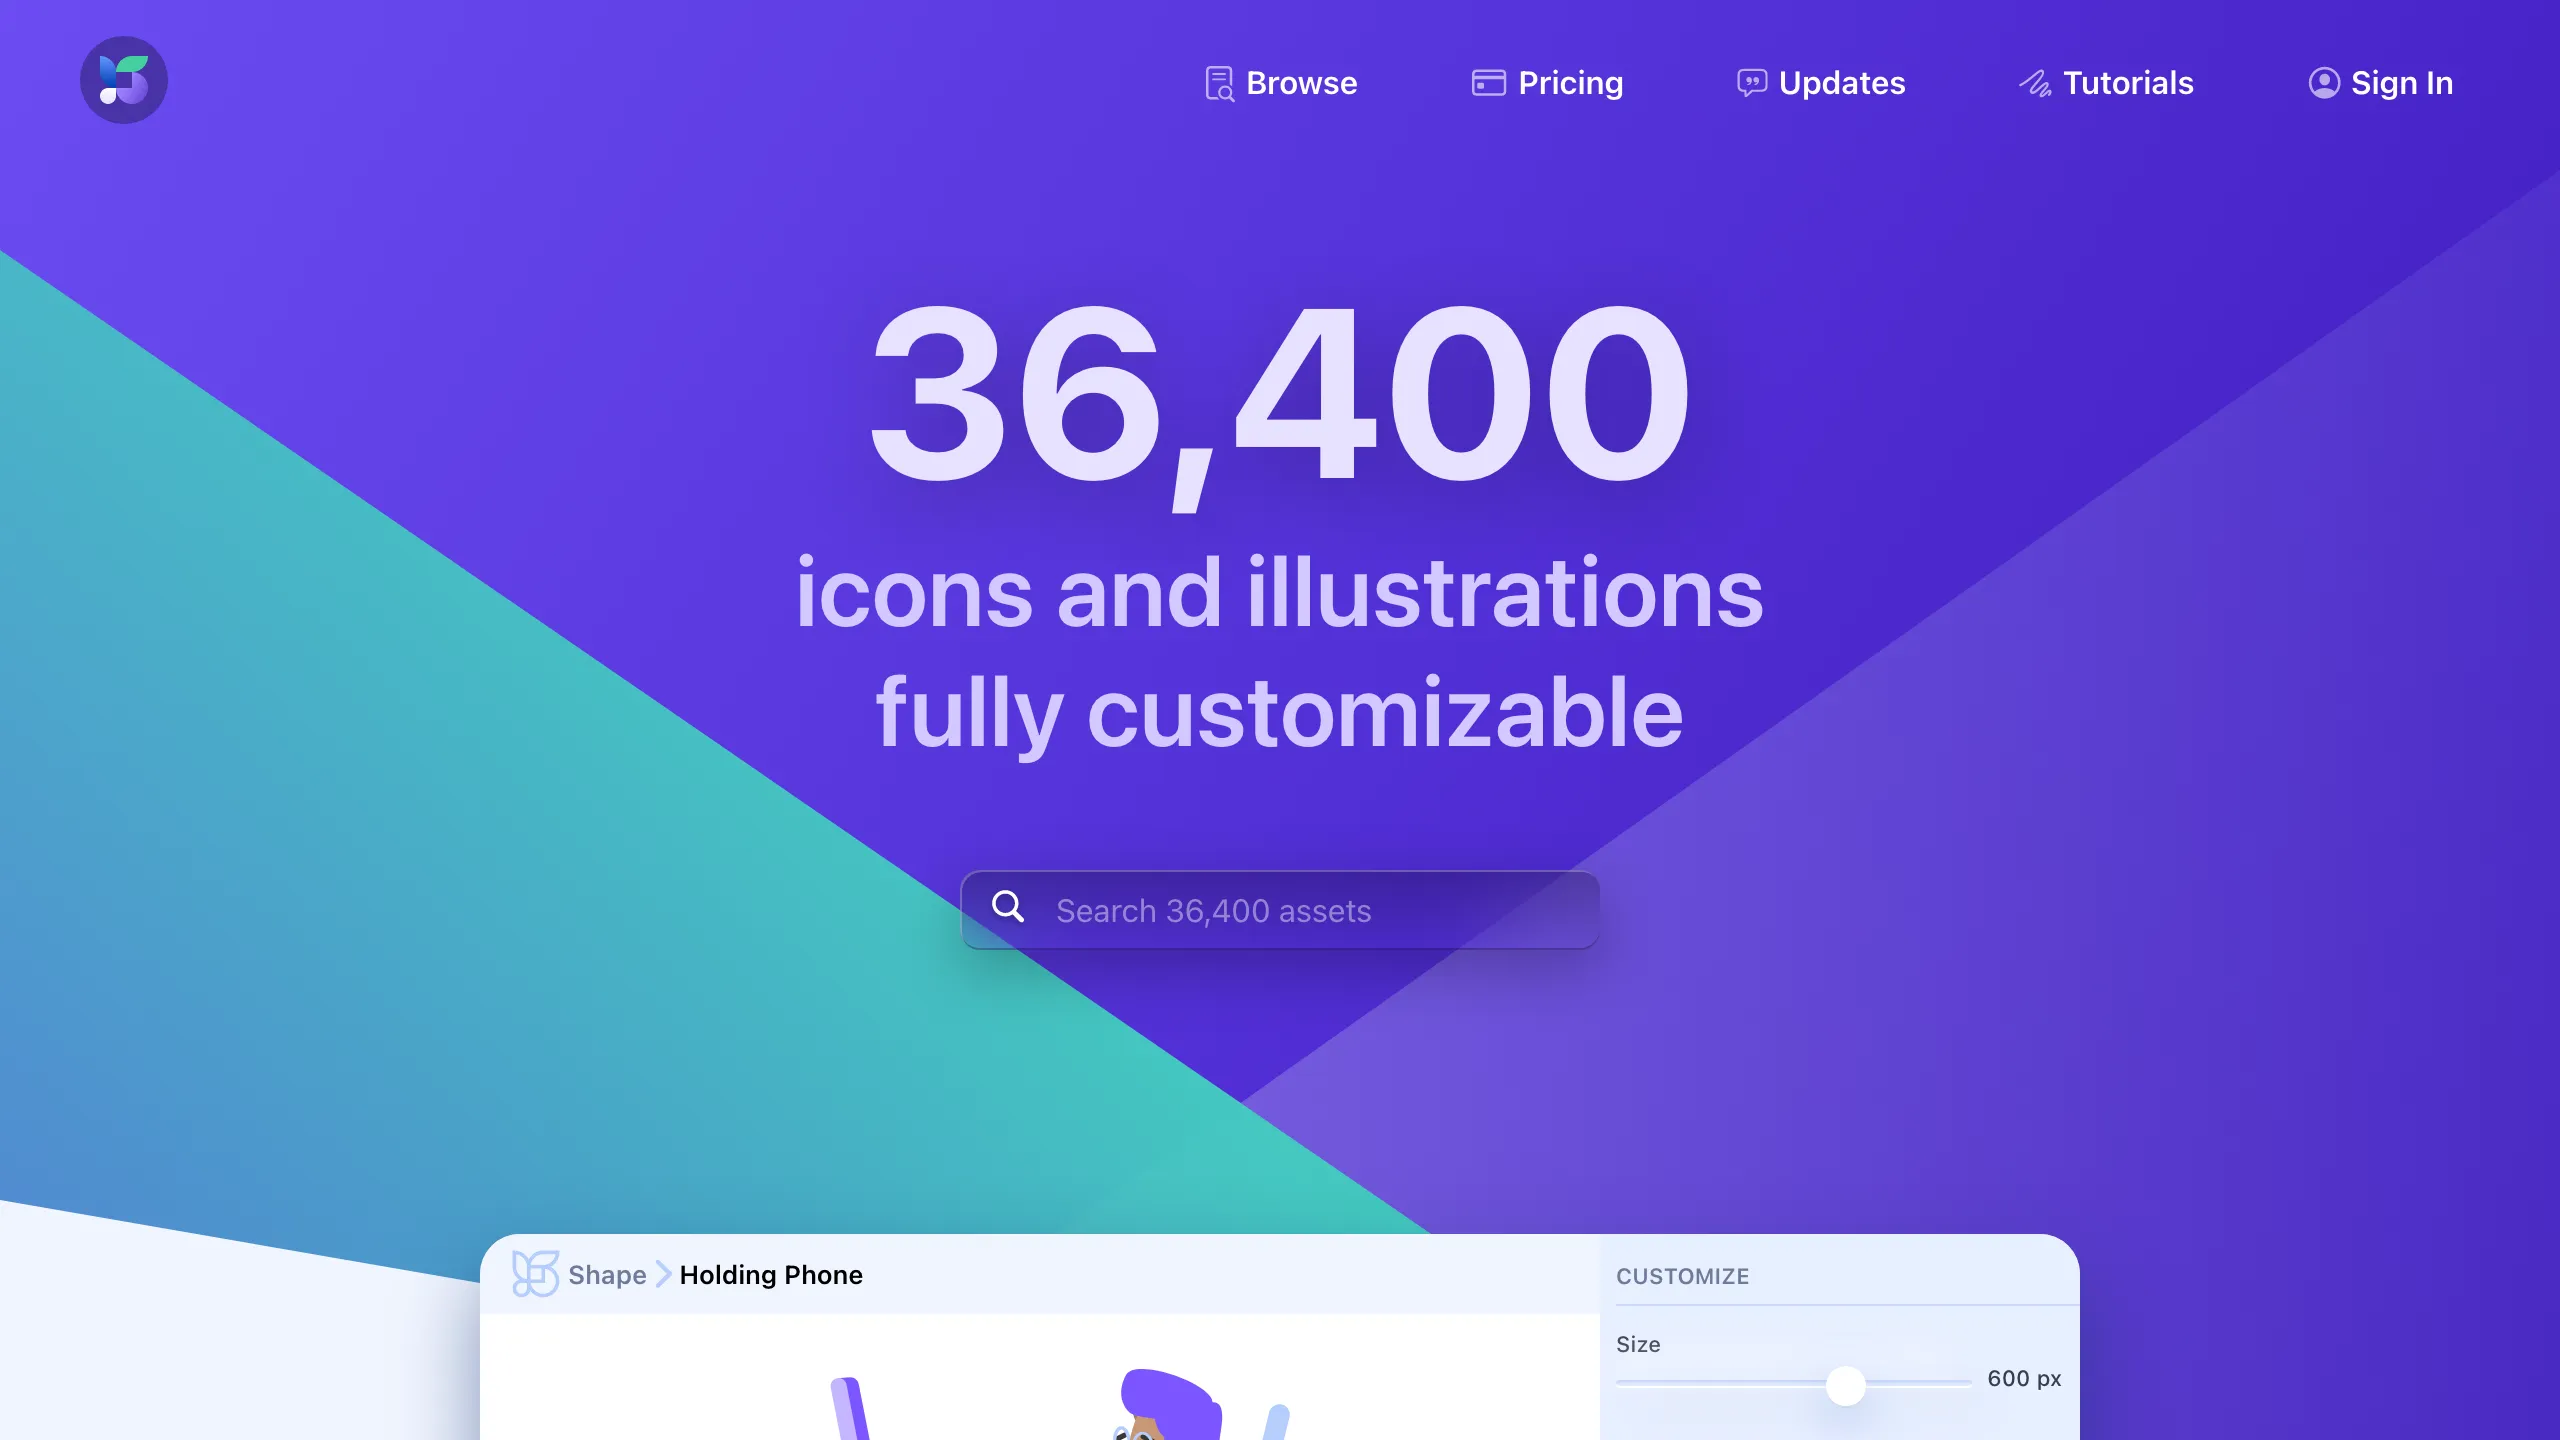 Browse
Pricing
Updates
Tutorials
Sign In
36,400
icons and illustrations
fully customizable
Search 36,400 assets
Shape
Holding Phone
CUSTOMIZE
Size
600 px